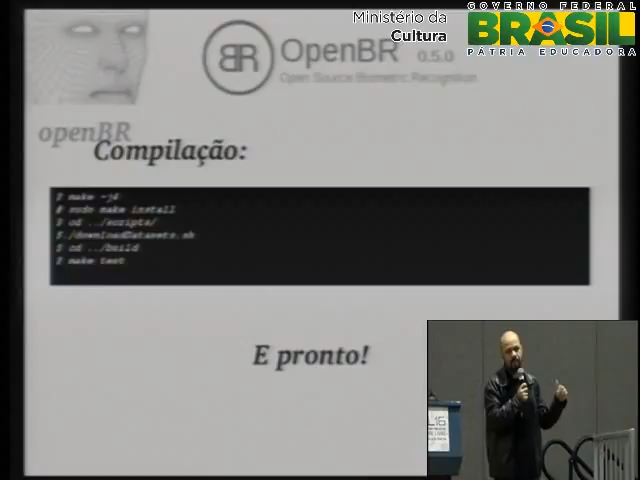 Ministério da
Cultura
GOVERNO FEDERAL
BRASIL
PÁTRIA EDUCADORA
BR
OpenBR 0.5.0
Open Source Biometric Recognition
openBR
Compilação:
$ make -j4
# sudo make install
$ cd ../scripts/
$ ./downloadDatasets.sh
$ cd ../build
$ make test
E pronto!